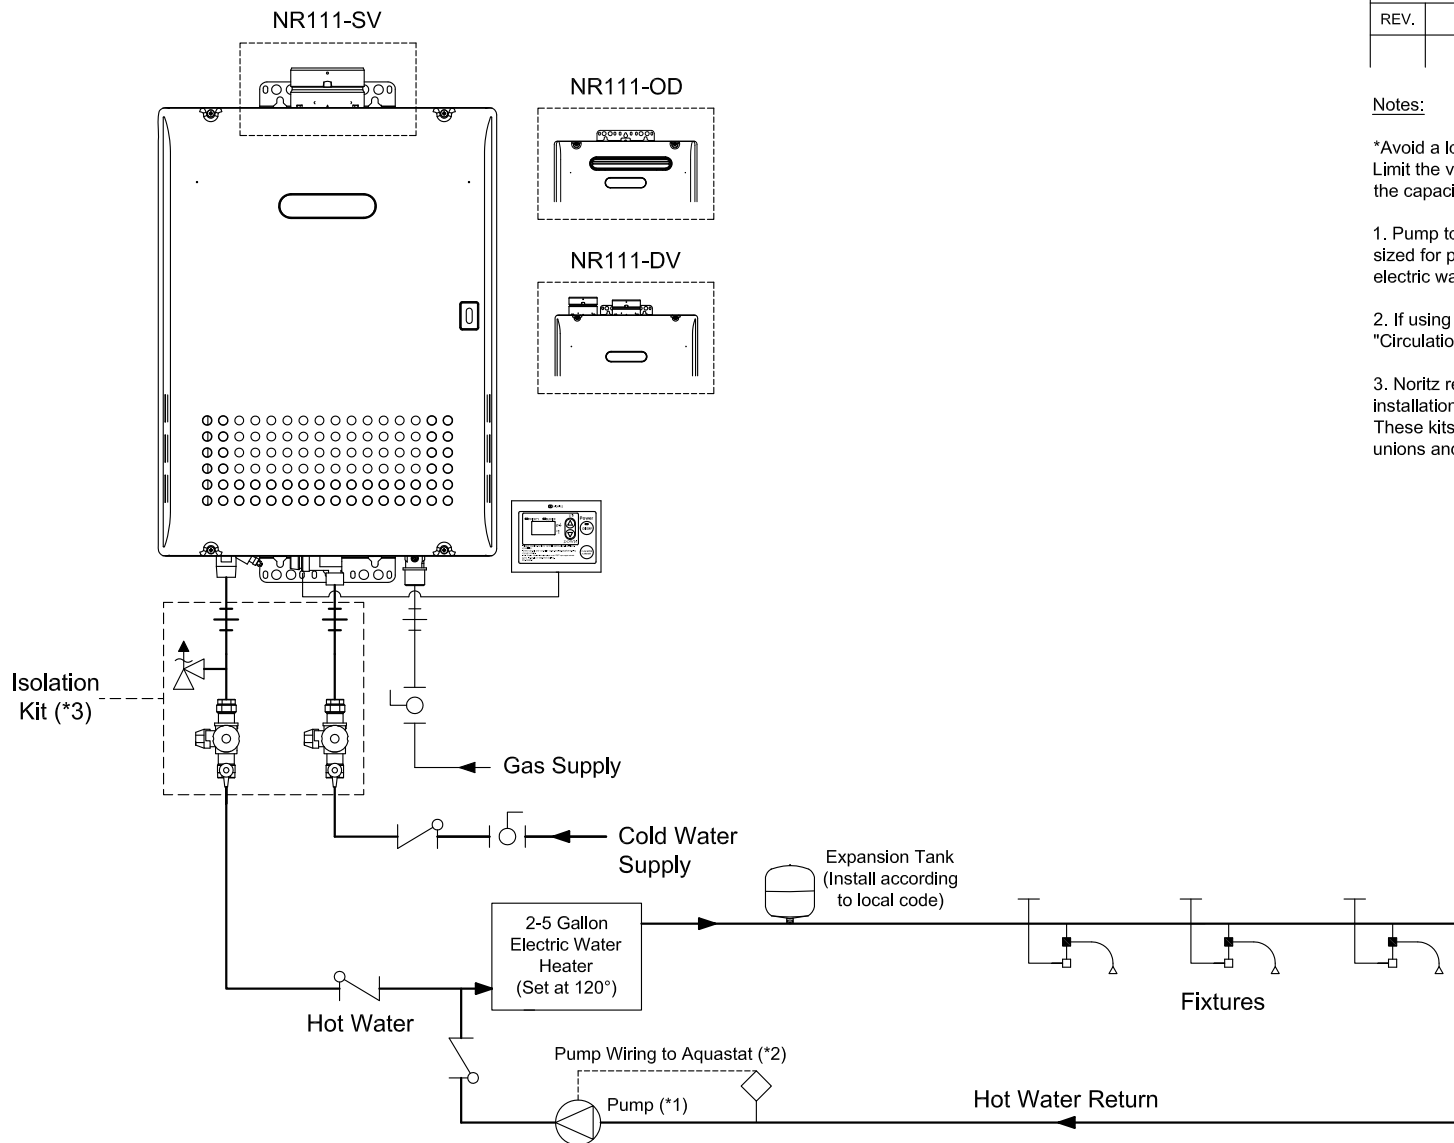 NR111-SV
NR111-OD
NR111-DV
REV.
Notes:
*Avoid a lo
Limit the v
the capaci
1. Pump to
sized for p
electric wa
2. If using
"Circulatio
3. Noritz re
installation
These kits
unions and
Power
Isolation
Kit (*3)
Gas Supply
Cold Water
Supply
Expansion Tank
(Install according
to local code)
2-5 Gallon
Electric Water
Heater
(Set at 120°)
Hot Water
Fixtures
Pump Wiring to Aquastat (*2)
Pump (*1)
Hot Water Return